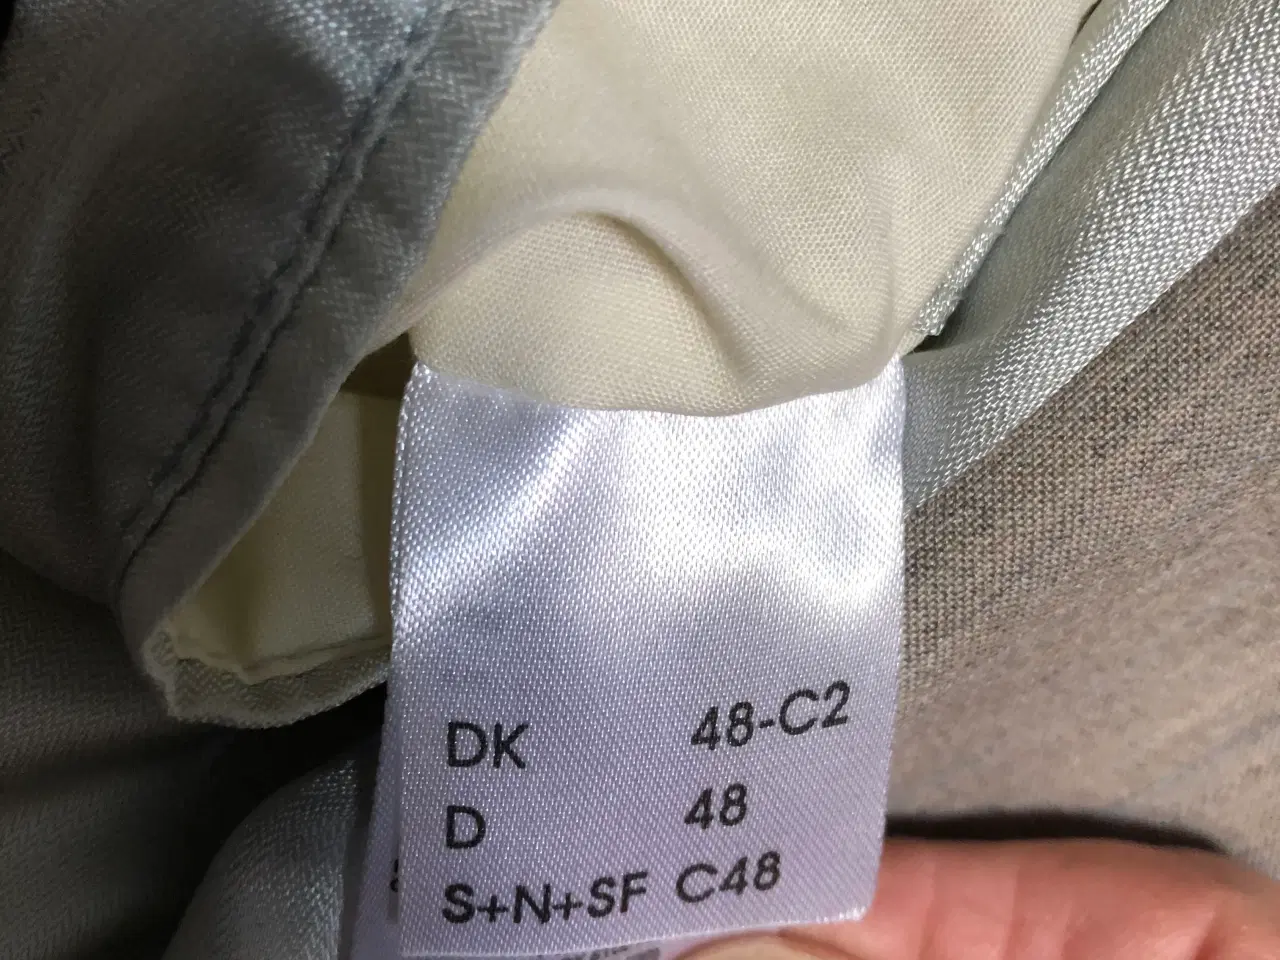 DK 48-C2
D 48
S+N+SF C48